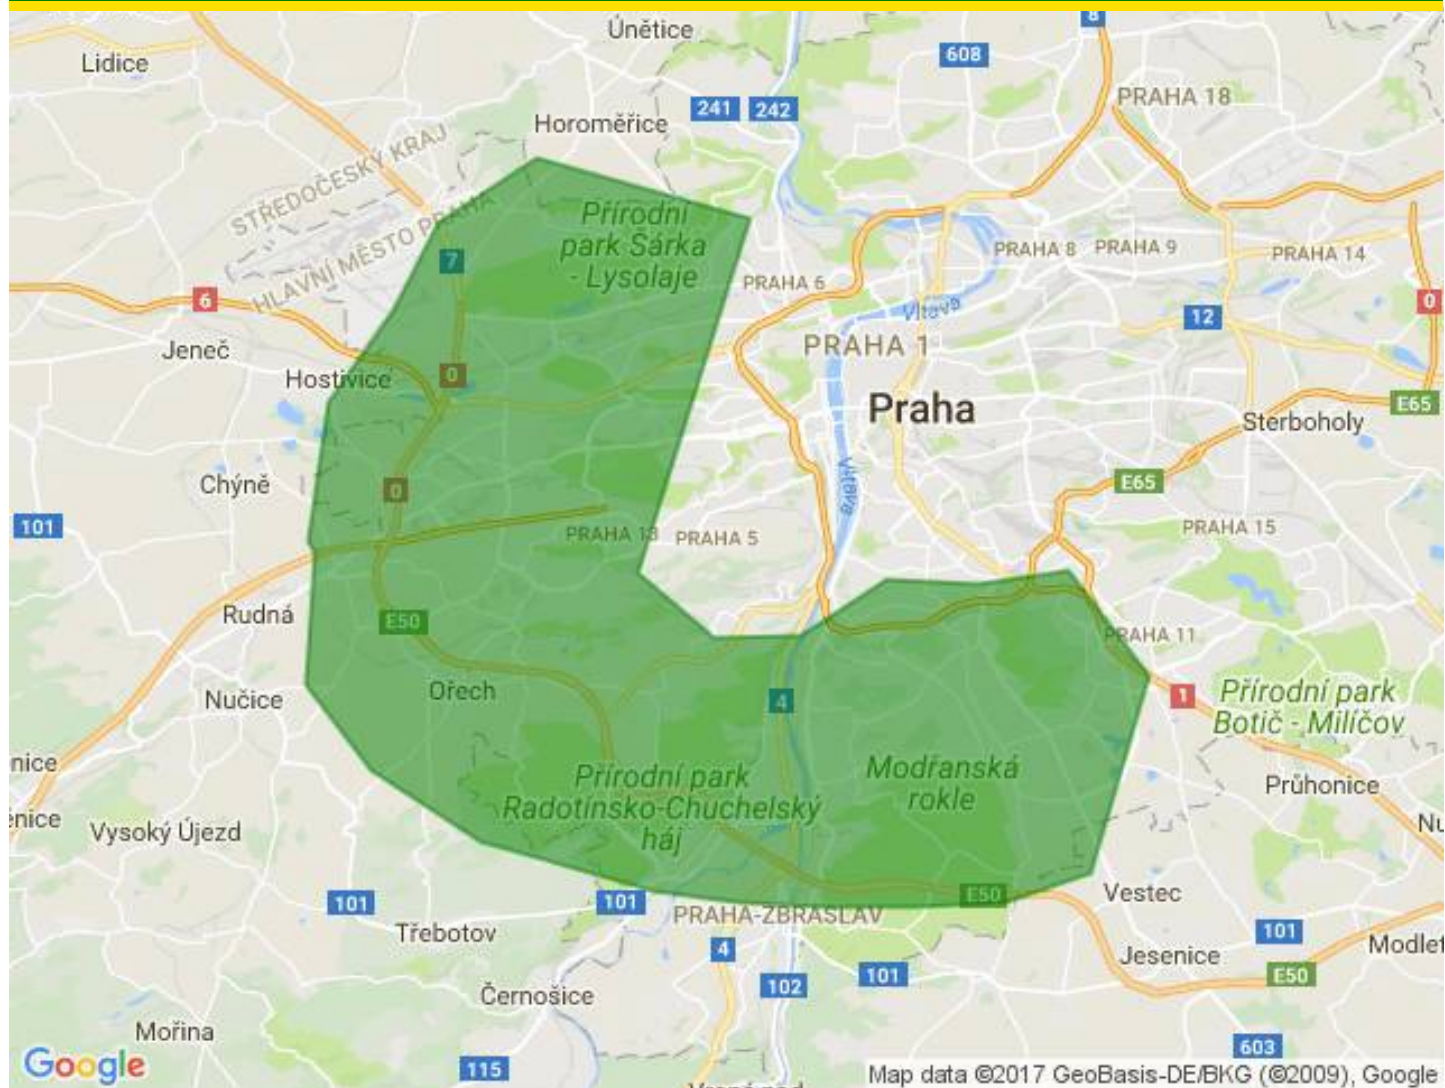 Únětice
8
Lidice
608
PRAHA 18
241
242
Horoměřice
STŘEDOČESKÝ KRAJ
HLAVNÍ MĚSTO PRAHA
Přírodní
park Šárka
- Lysolaje
7
PRAHA 8
PRAHA 9
PRAHA 14
PRAHA 6
6
0
Vltava
12
Jeneč
PRAHA 1
Hostivice
0
Praha
E65
Sterboholy
Chýně
0
Vltava
E65
101
PRAHA 13
PRAHA 5
PRAHA 15
Rudná
E50
PRAHA 11
Nučice
Ořech
4
1
Přírodní park
Botič - Milíčov
nice
Přírodní park
Radotínsko-Chuchelský
háj
Modřanská
rokle
Průhonice
Vysoký Újezd
Nu
101
101
E50
Vestec
PRAHA-ZBRASLAV
Třebotov
4
101
Modlet
Jesenice
101
E50
102
Černošice
Mořina
603
115
Google
Map data ©2017 GeoBasis-DE/BKG (©2009), Google